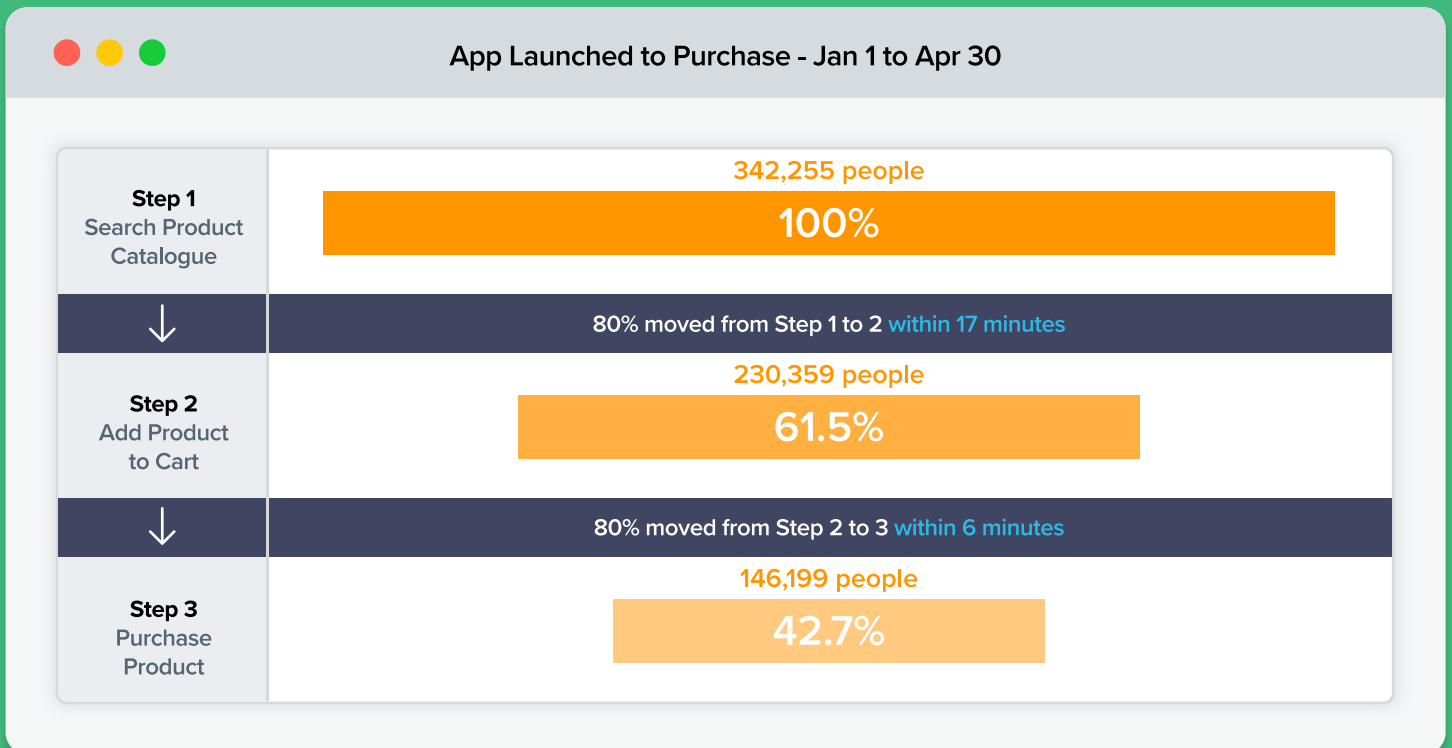 App Launched to Purchase - Jan 1 to Apr 30
Step 1
Search Product
Catalogue
342,255 people
100%
80% moved from Step 1 to 2 within 17 minutes
Step 2
Add Product
to Cart
230,359 people
61.5%
80% moved from Step 2 to 3 within 6 minutes
Step 3
Purchase
Product
146,199 people
42.7%